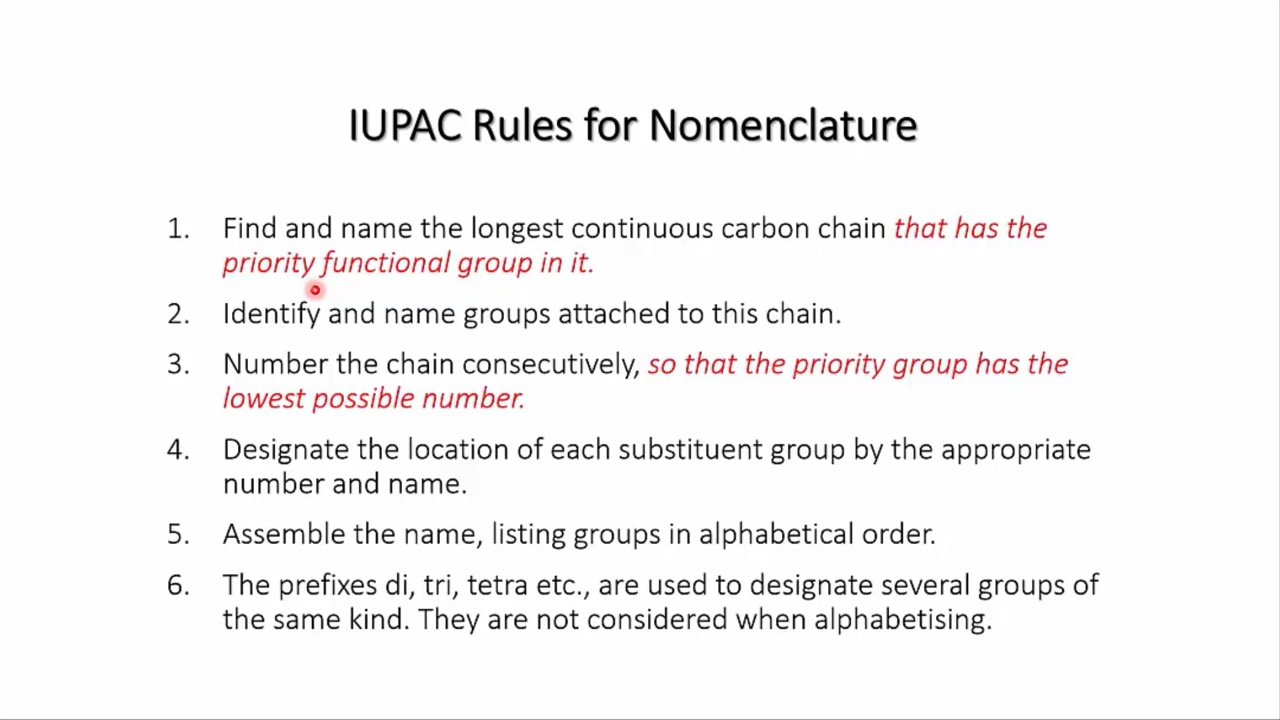 IUPAC Rules for Nomenclature
1. Find and name the longest continuous carbon chain that has the
priority functional group in it.
2. Identify and name groups attached to this chain.
3. Number the chain consecutively, so that the priority group has the
lowest possible number.
4. Designate the location of each substituent group by the appropriate
number and name.
5. Assemble the name, listing groups in alphabetical order.
6. The prefixes di, tri, tetra etc., are used to designate several groups of
the same kind. They are not considered when alphabetising.